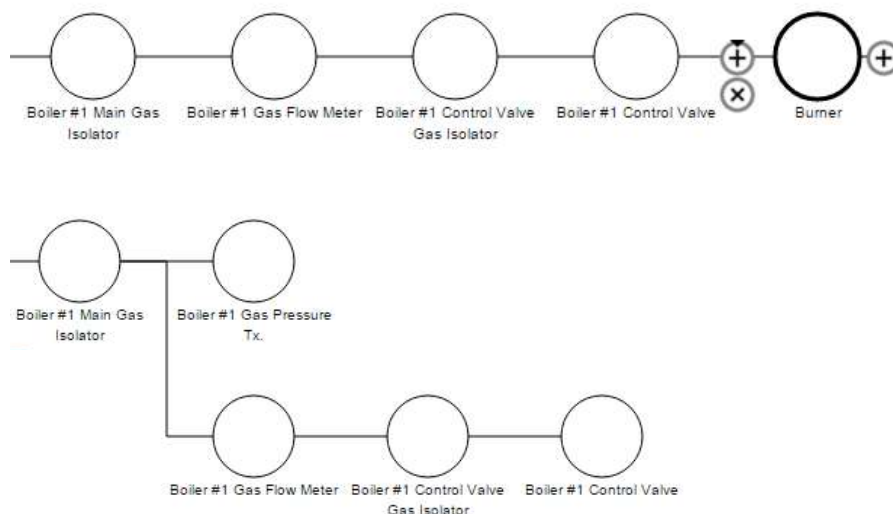 Boiler #1 Main Gas
Isolator
Boiler #1 Gas Flow Meter
Boiler #1 Control Valve
Gas Isolator
Boiler #1 Control Valve
Burner
Boiler #1 Main Gas
Isolator
Boiler #1 Gas Pressure
Tx.
Boiler #1 Gas Flow Meter
Boiler #1 Control Valve
Gas Isolator
Boiler #1 Control Valve